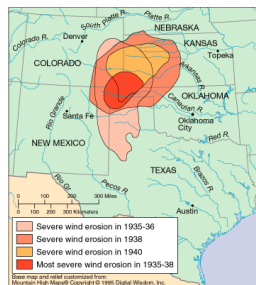 Platte R.
South Platte R.
NEBRASKA
Colorado R.
Denver
KANSAS
Topeka
COLORADO
Arkansas R.
OKLAHOMA
Canadian R.
Oklahoma
City
Rio Grande
Santa Fe
Red R.
NEW MEXICO
TEXAS
Brazos R.
Pecos R.
Rio Gr.
0 100 200 300 Miles
0 100 200 300 Kilometers
Austin
Severe wind erosion in 1935-36
Severe wind erosion in 1938
Severe wind erosion in 1940
Most severe wind erosion in 1935-38
Base map and relief customized from:
Mountain High Maps® Copyright © 1995 Digital Wisdom, Inc.